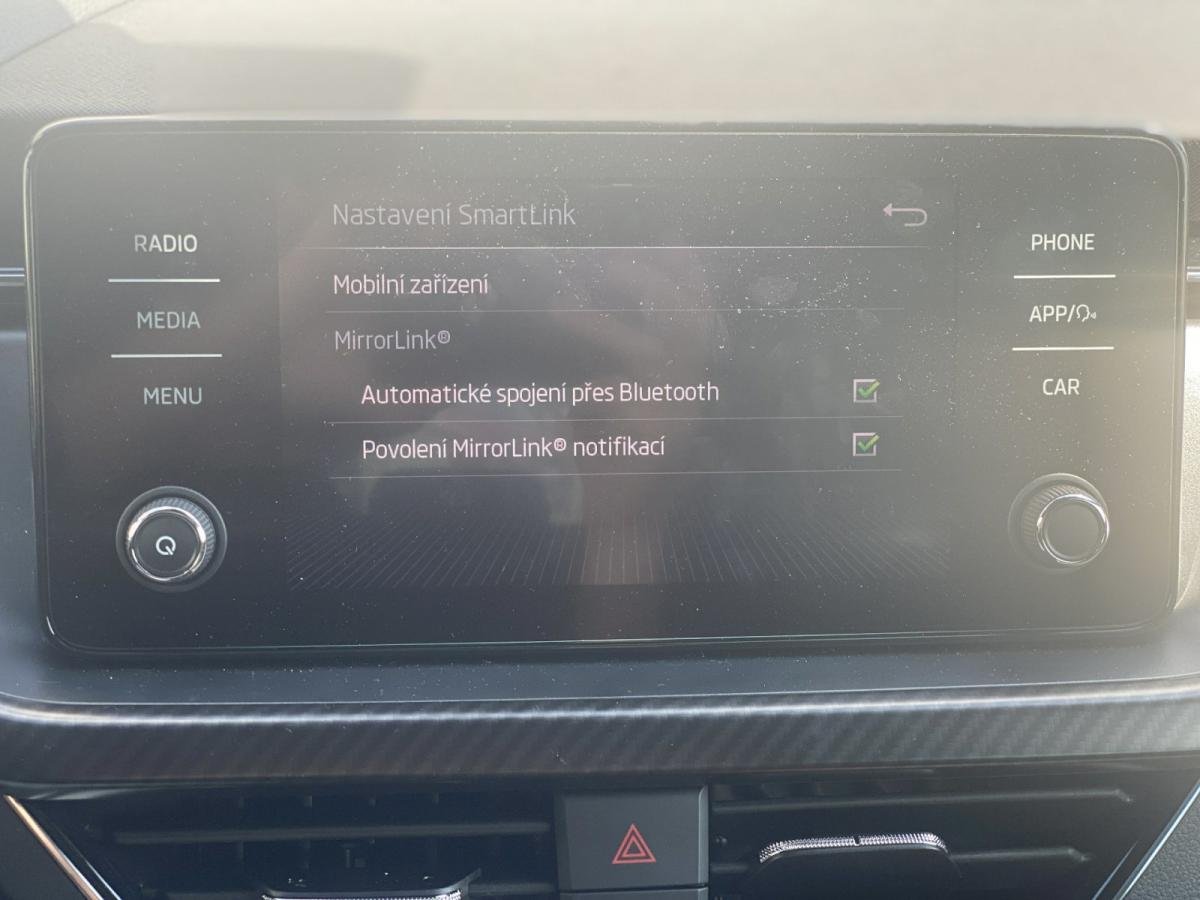 Nastavení SmartLink
RADIO
MEDIA
MENU
Mobilní zařízení
MirrorLink®
Automatické spojení přes Bluetooth
Povolení MirrorLink® notifikací
PHONE
APP/
CAR